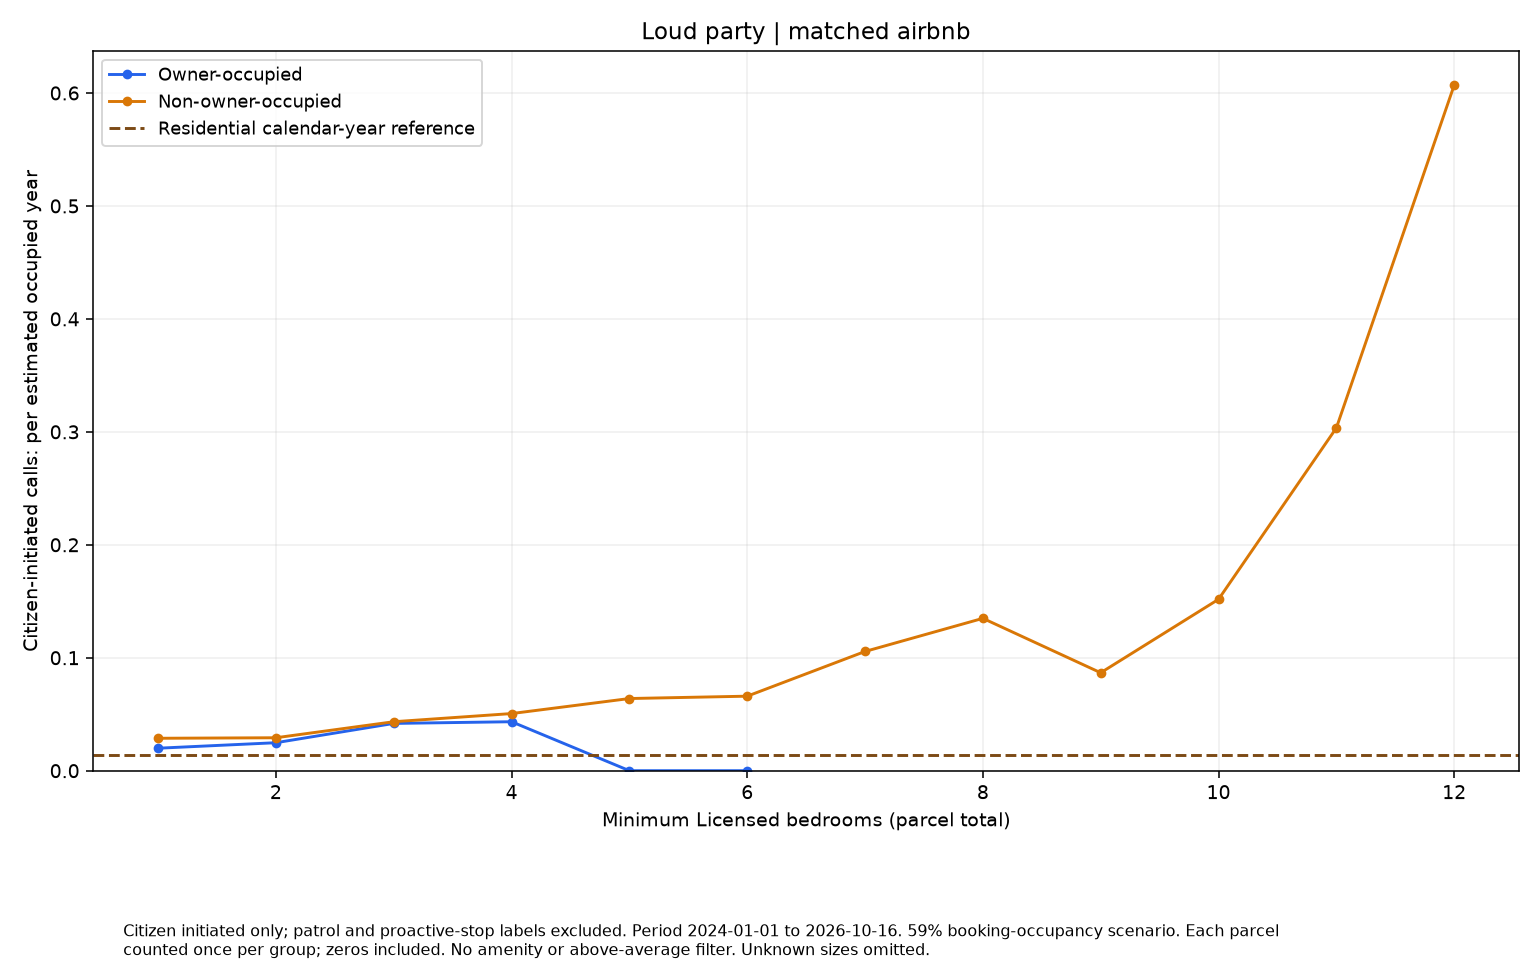 Loud party | matched airbnb
Owner-occupied
Non-owner-occupied
Residential calendar-year reference
Citizen-initiated calls: per estimated occupied year
0.6
0.5
0.4
0.3
0.2
0.1
0.0
2 4 6 8 10 12
Minimum Licensed bedrooms (parcel total)
Citizen initiated only; patrol and proactive-stop labels excluded. Period 2024-01-01 to 2026-10-16. 59% booking-occupancy scenario. Each parcel
counted once per group; zeros included. No amenity or above-average filter. Unknown sizes omitted.